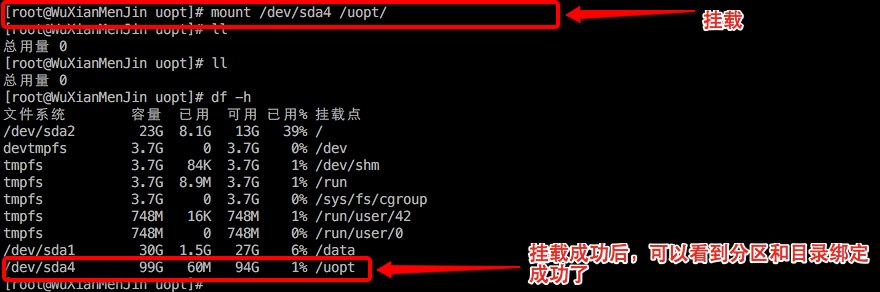 [root@WuXianMenJin uopt]# mount /dev/sda4 /uopt/
挂载
[root@WuXianMenJin uopt]# ll
总用量 0
[root@WuXianMenJin uopt]# ll
总用量 0
[root@WuXianMenJin uopt]# df -h
文件系统 容量 已用 可用 已用% 挂载点
/dev/sda2 23G 8.1G 13G 39% /
devtmpfs 3.7G 0 3.7G 0% /dev
tmpfs 3.7G 84K 3.7G 1% /dev/shm
tmpfs 3.7G 8.9M 3.7G 1% /run
tmpfs 3.7G 0 3.7G 0% /sys/fs/cgroup
tmpfs 748M 16K 748M 1% /run/user/42
tmpfs 748M 0 748M 0% /run/user/0
/dev/sda1 30G 1.5G 27G 6% /data
/dev/sda4 99G 60M 94G 1% /uopt
挂载成功后，可以看到分区和目录绑定
成功了
[root@WuXianMenJin uopt]#